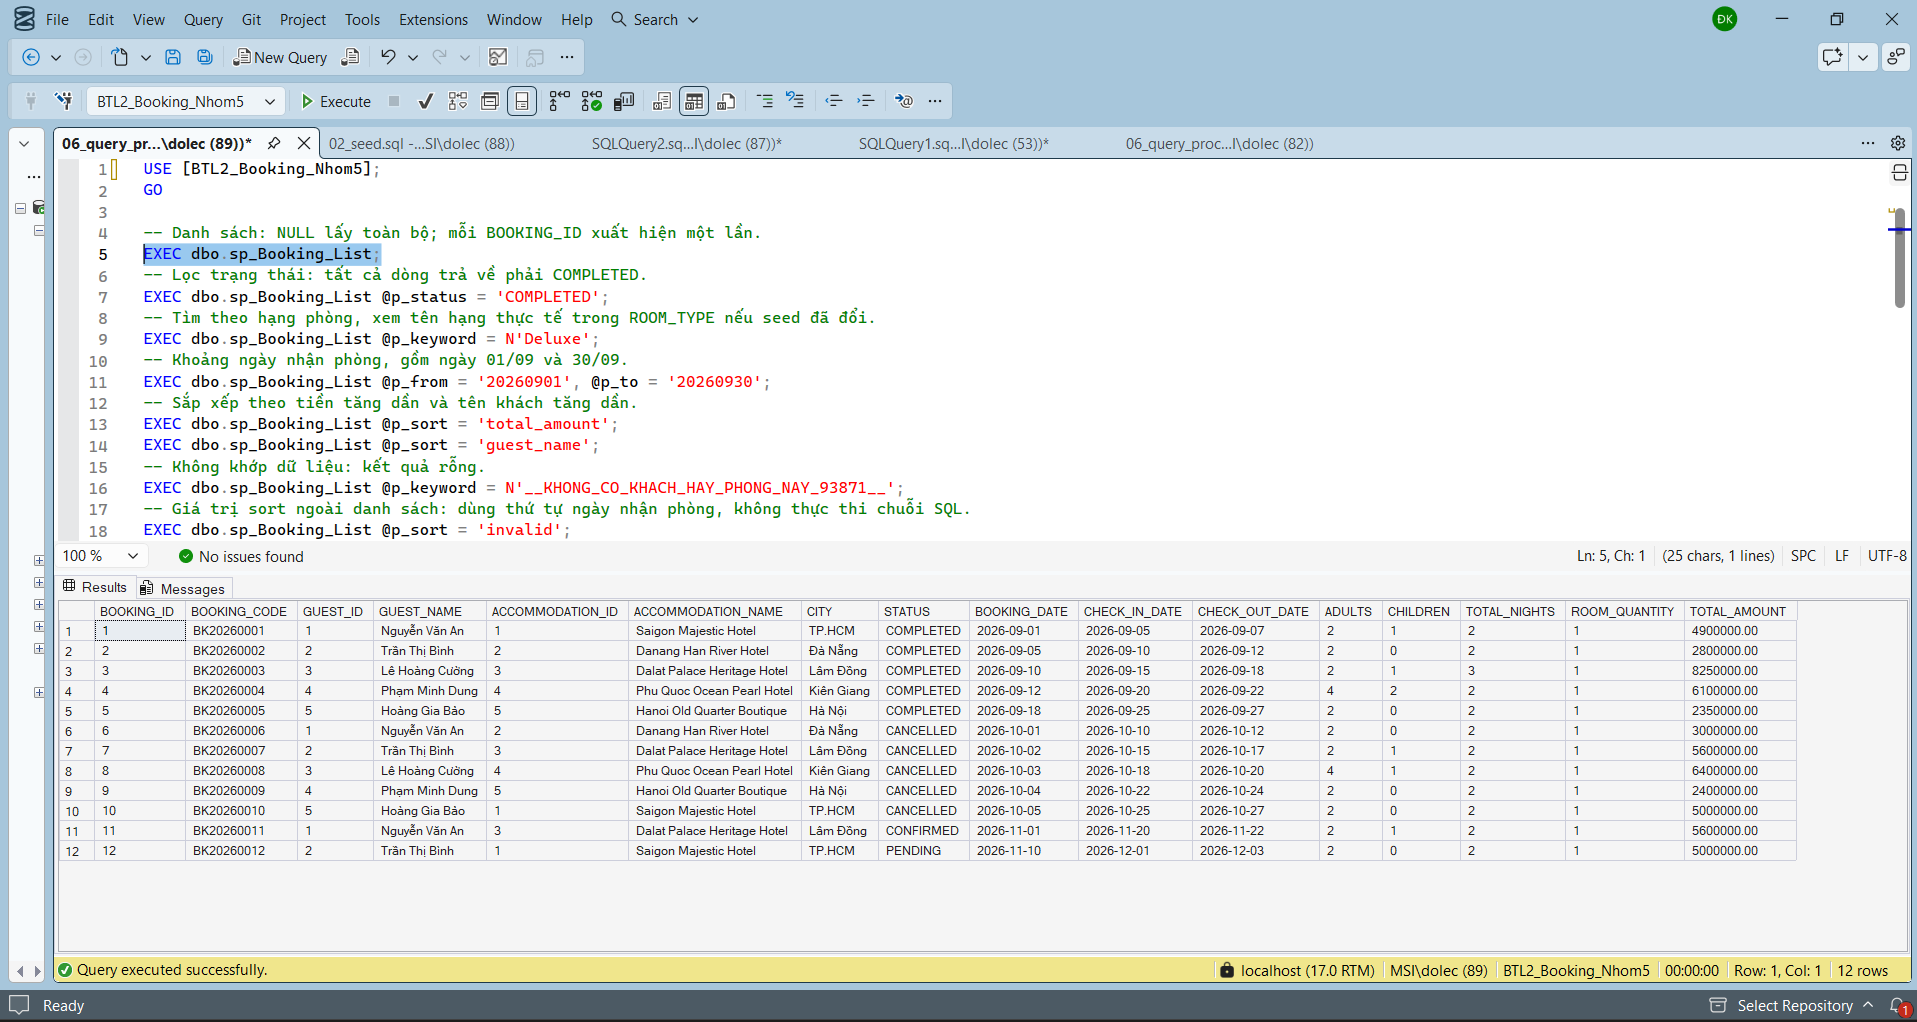 File Edit View Query Git Project Tools Extensions Window Help Search
ĐK
New Query
BTL2_Booking_Nhom5 Execute
06_query_pr...\dolec (89))* 02_seed.sql -...SI\dolec (88)) SQLQuery2.sq...I\dolec (87))* SQLQuery1.sq...I\dolec (53))* 06_query_proc...I\dolec (82))
1 USE [BTL2_Booking_Nhom5];
2 GO
3
4 -- Danh sách: NULL lấy toàn bộ; mỗi BOOKING_ID xuất hiện một lần.
5 EXEC dbo.sp_Booking_List;
6 -- Lọc trạng thái: tất cả dòng trả về phải COMPLETED.
7 EXEC dbo.sp_Booking_List @p_status = 'COMPLETED';
8 -- Tìm theo hạng phòng, xem tên hạng thực tế trong ROOM_TYPE nếu seed đã đổi.
9 EXEC dbo.sp_Booking_List @p_keyword = N'Deluxe';
10 -- Khoảng ngày nhận phòng, gồm ngày 01/09 và 30/09.
11 EXEC dbo.sp_Booking_List @p_from = '20260901', @p_to = '20260930';
12 -- Sắp xếp theo tiền tăng dần và tên khách tăng dần.
13 EXEC dbo.sp_Booking_List @p_sort = 'total_amount';
14 EXEC dbo.sp_Booking_List @p_sort = 'guest_name';
15 -- Không khớp dữ liệu: kết quả rỗng.
16 EXEC dbo.sp_Booking_List @p_keyword = N'__KHONG_CO_KHACH_HAY_PHONG_NAY_93871__';
17 -- Giá trị sort ngoài danh sách: dùng thứ tự ngày nhận phòng, không thực thi chuỗi SQL.
18 EXEC dbo.sp_Booking_List @p_sort = 'invalid';
100 % No issues found Ln: 5, Ch: 1 (25 chars, 1 lines) SPC LF UTF-8
Results Messages
BOOKING_ID BOOKING_CODE GUEST_ID GUEST_NAME ACCOMMODATION_ID ACCOMMODATION_NAME CITY STATUS BOOKING_DATE CHECK_IN_DATE CHECK_OUT_DATE ADULTS CHILDREN TOTAL_NIGHTS ROOM_QUANTITY TOTAL_AMOUNT
1 1 BK20260001 1 Nguyễn Văn An 1 Saigon Majestic Hotel TP.HCM COMPLETED 2026-09-01 2026-09-05 2026-09-07 2 1 2 1 4900000.00
2 2 BK20260002 2 Trần Thị Bình 2 Danang Han River Hotel Đà Nẵng COMPLETED 2026-09-05 2026-09-10 2026-09-12 2 0 2 1 2800000.00
3 3 BK20260003 3 Lê Hoàng Cường 3 Dalat Palace Heritage Hotel Lâm Đồng COMPLETED 2026-09-10 2026-09-15 2026-09-18 2 1 3 1 8250000.00
4 4 BK20260004 4 Phạm Minh Dung 4 Phu Quoc Ocean Pearl Hotel Kiên Giang COMPLETED 2026-09-12 2026-09-20 2026-09-22 4 2 2 1 6100000.00
5 5 BK20260005 5 Hoàng Gia Bảo 5 Hanoi Old Quarter Boutique Hà Nội COMPLETED 2026-09-18 2026-09-25 2026-09-27 2 0 2 1 2350000.00
6 6 BK20260006 1 Nguyễn Văn An 2 Danang Han River Hotel Đà Nẵng CANCELLED 2026-10-01 2026-10-10 2026-10-12 2 0 2 1 3000000.00
7 7 BK20260007 2 Trần Thị Bình 3 Dalat Palace Heritage Hotel Lâm Đồng CANCELLED 2026-10-02 2026-10-15 2026-10-17 2 1 2 1 5600000.00
8 8 BK20260008 3 Lê Hoàng Cường 4 Phu Quoc Ocean Pearl Hotel Kiên Giang CANCELLED 2026-10-03 2026-10-18 2026-10-20 4 1 2 1 6400000.00
9 9 BK20260009 4 Phạm Minh Dung 5 Hanoi Old Quarter Boutique Hà Nội CANCELLED 2026-10-04 2026-10-22 2026-10-24 2 0 2 1 2400000.00
10 10 BK20260010 5 Hoàng Gia Bảo 1 Saigon Majestic Hotel TP.HCM CANCELLED 2026-10-05 2026-10-25 2026-10-27 2 0 2 1 5000000.00
11 11 BK20260011 1 Nguyễn Văn An 3 Dalat Palace Heritage Hotel Lâm Đồng CONFIRMED 2026-11-01 2026-11-20 2026-11-22 2 1 2 1 5600000.00
12 12 BK20260012 2 Trần Thị Bình 1 Saigon Majestic Hotel TP.HCM PENDING 2026-11-10 2026-12-01 2026-12-03 2 0 2 1 5000000.00
Query executed successfully. localhost (17.0 RTM) MSI\dolec (89) BTL2_Booking_Nhom5 00:00:00 Row: 1, Col: 1 12 rows
Ready Select Repository 1